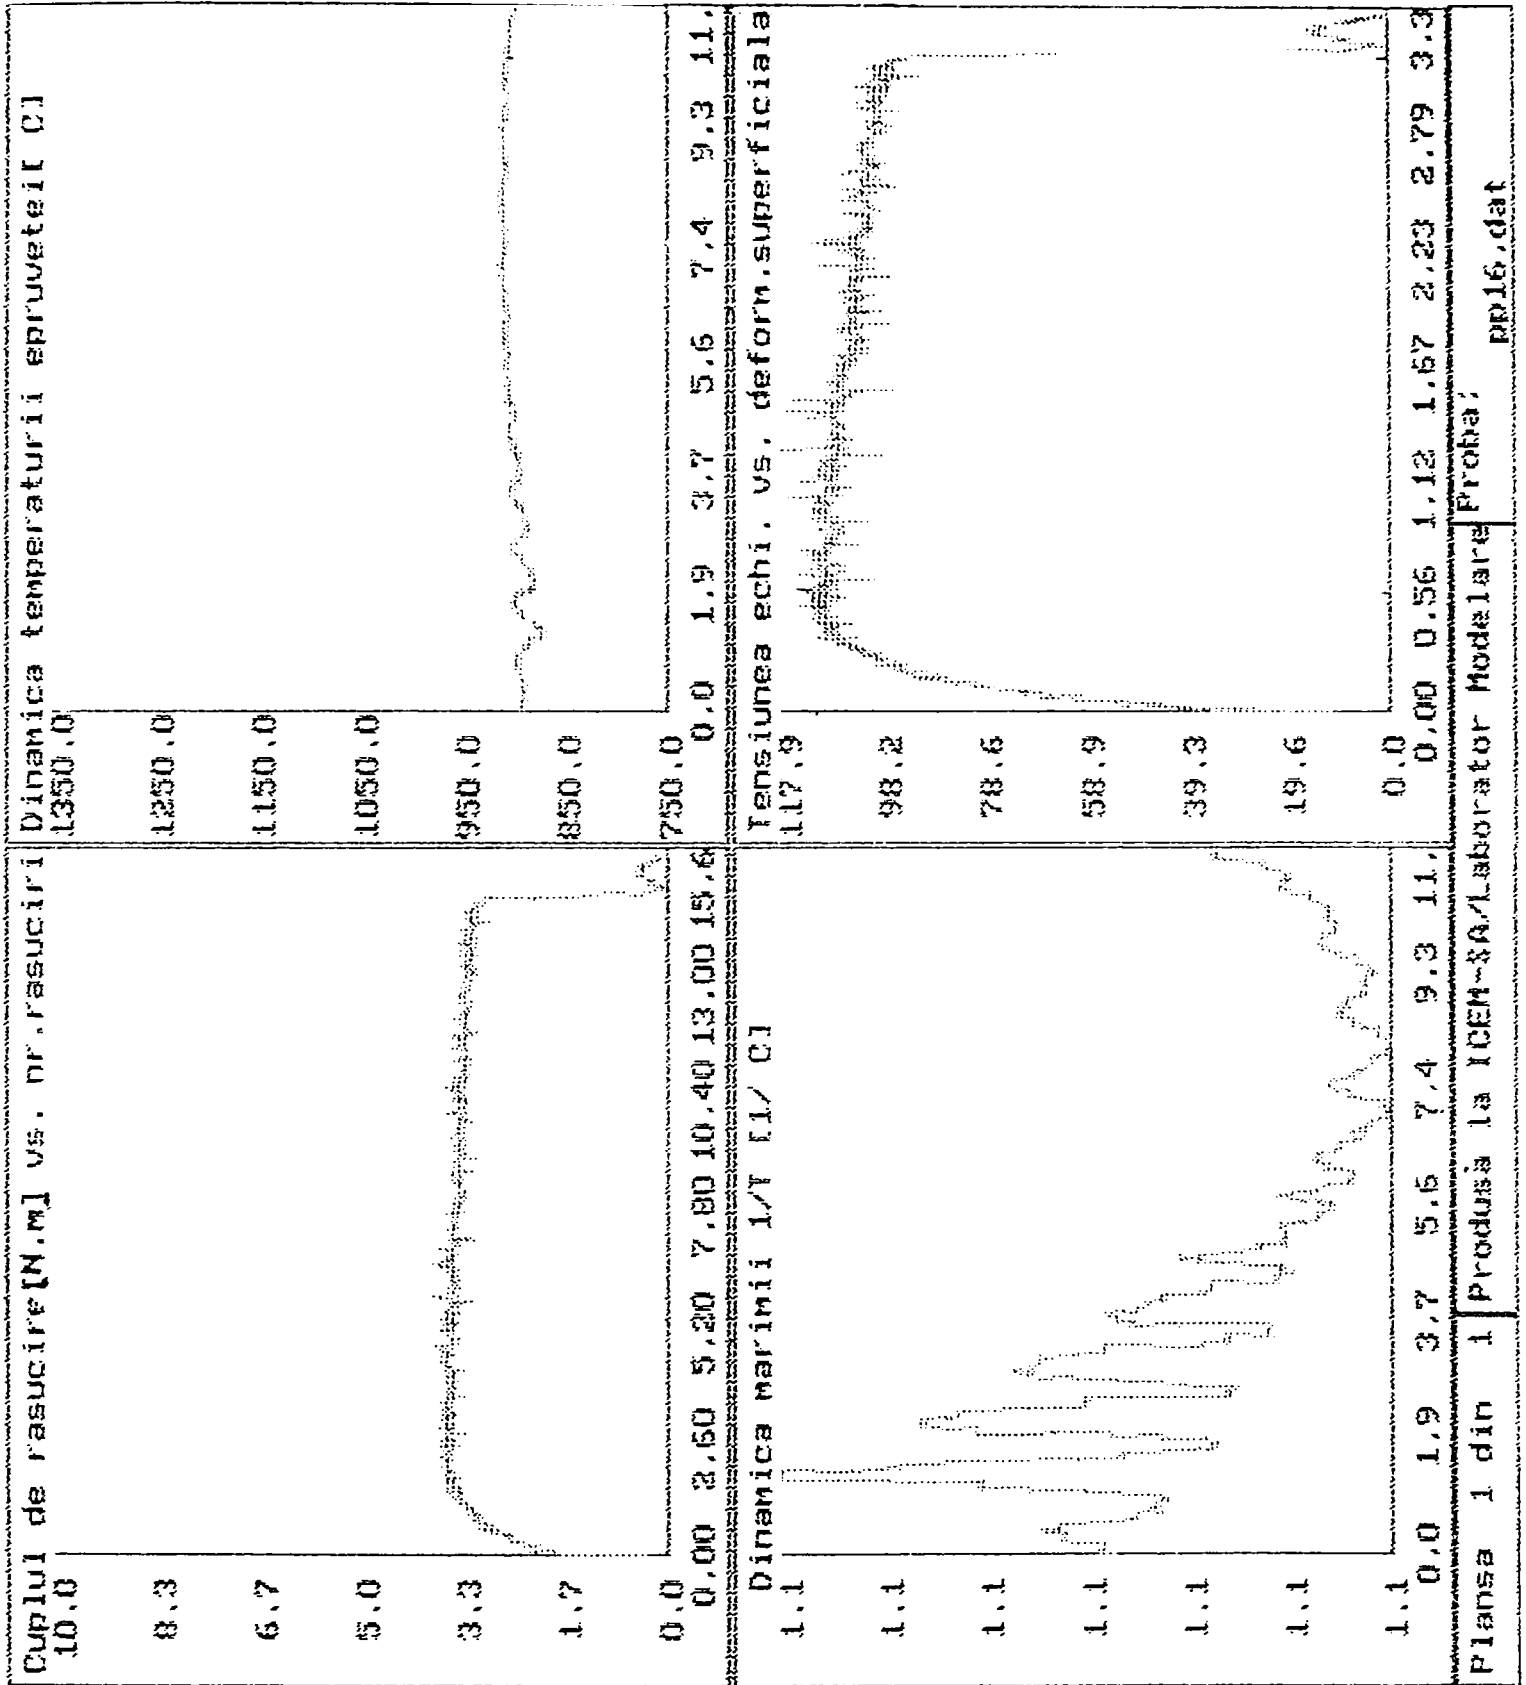 Cuplul de rasucire[N.m] vs. nr.rasuciri
10.0
8.3
6.7
5.0
3.3
1.7
0.0
0.00 2.60 5.20 7.80 10.40 13.00 15.6
Dinamica temperaturii epruvetei[ C]
1350.0
1250.0
1150.0
1050.0
950.0
850.0
750.0
0.0 1.9 3.7 5.6 7.4 9.3 11.
Dinamica marimii 1/T [1/ C]
1.1
1.1
1.1
1.1
1.1
1.1
1.1
0.0 1.9 3.7 5.6 7.4 9.3 11.
Tensiunea echi. vs. deform.superficiala
117.9
98.2
78.6
58.9
39.3
19.6
0.0
0.00 0.56 1.12 1.67 2.23 2.79 3.3
Plansa 1 din 1
Produsa la ICEM-SA/Laborator Modelare
Proba:
pp16.dat